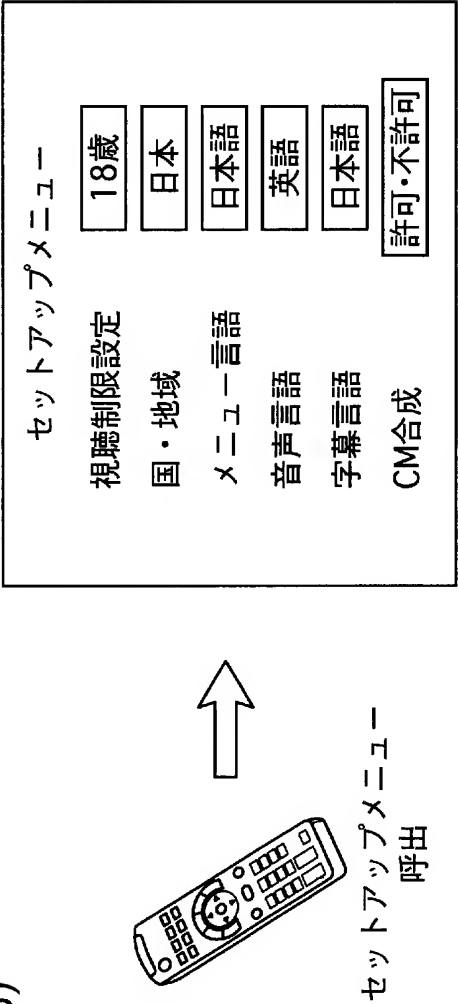 セットアップメニュー
呼出
セットアップメニュー
視聴制限設定 18歳
国・地域 日本
メニュー言語 日本語
音声言語 英語
字幕言語 日本語
CM合成 許可・不許可